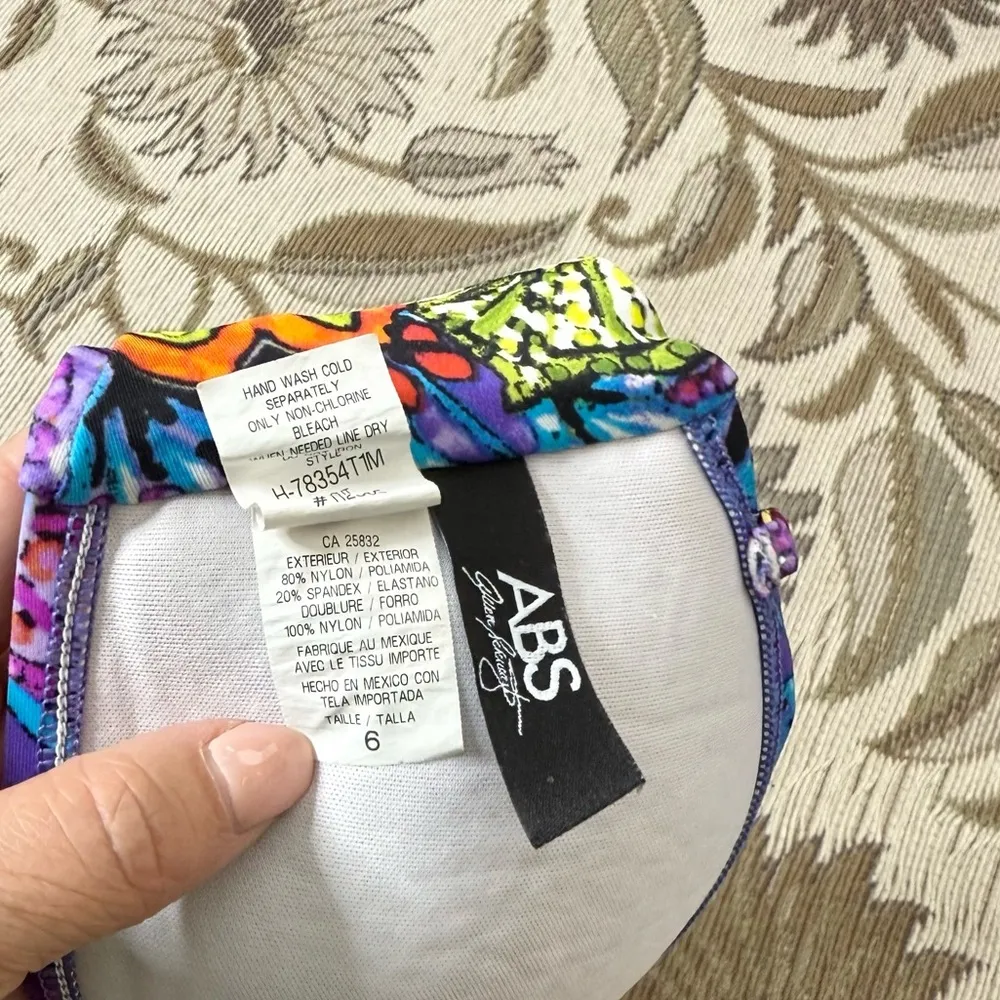 HAND WASH COLD
SEPARATELY
ONLY NON-CHLORINE
BLEACH
WHEN NEEDED LINE DRY
STYLE
H-78354T1M
#
CA 25832
EXTERIEUR / EXTERIOR
80% NYLON / POLIAMIDA
20% SPANDEX / ELASTANO
DOUBLURE / FORRO
100% NYLON / POLIAMIDA
FABRIQUE AU MEXIQUE
AVEC LE TISSU IMPORTE
HECHO EN MEXICO CON
TELA IMPORTADA
TAILLE / TALLA
6
ABS
Allen Schwartz